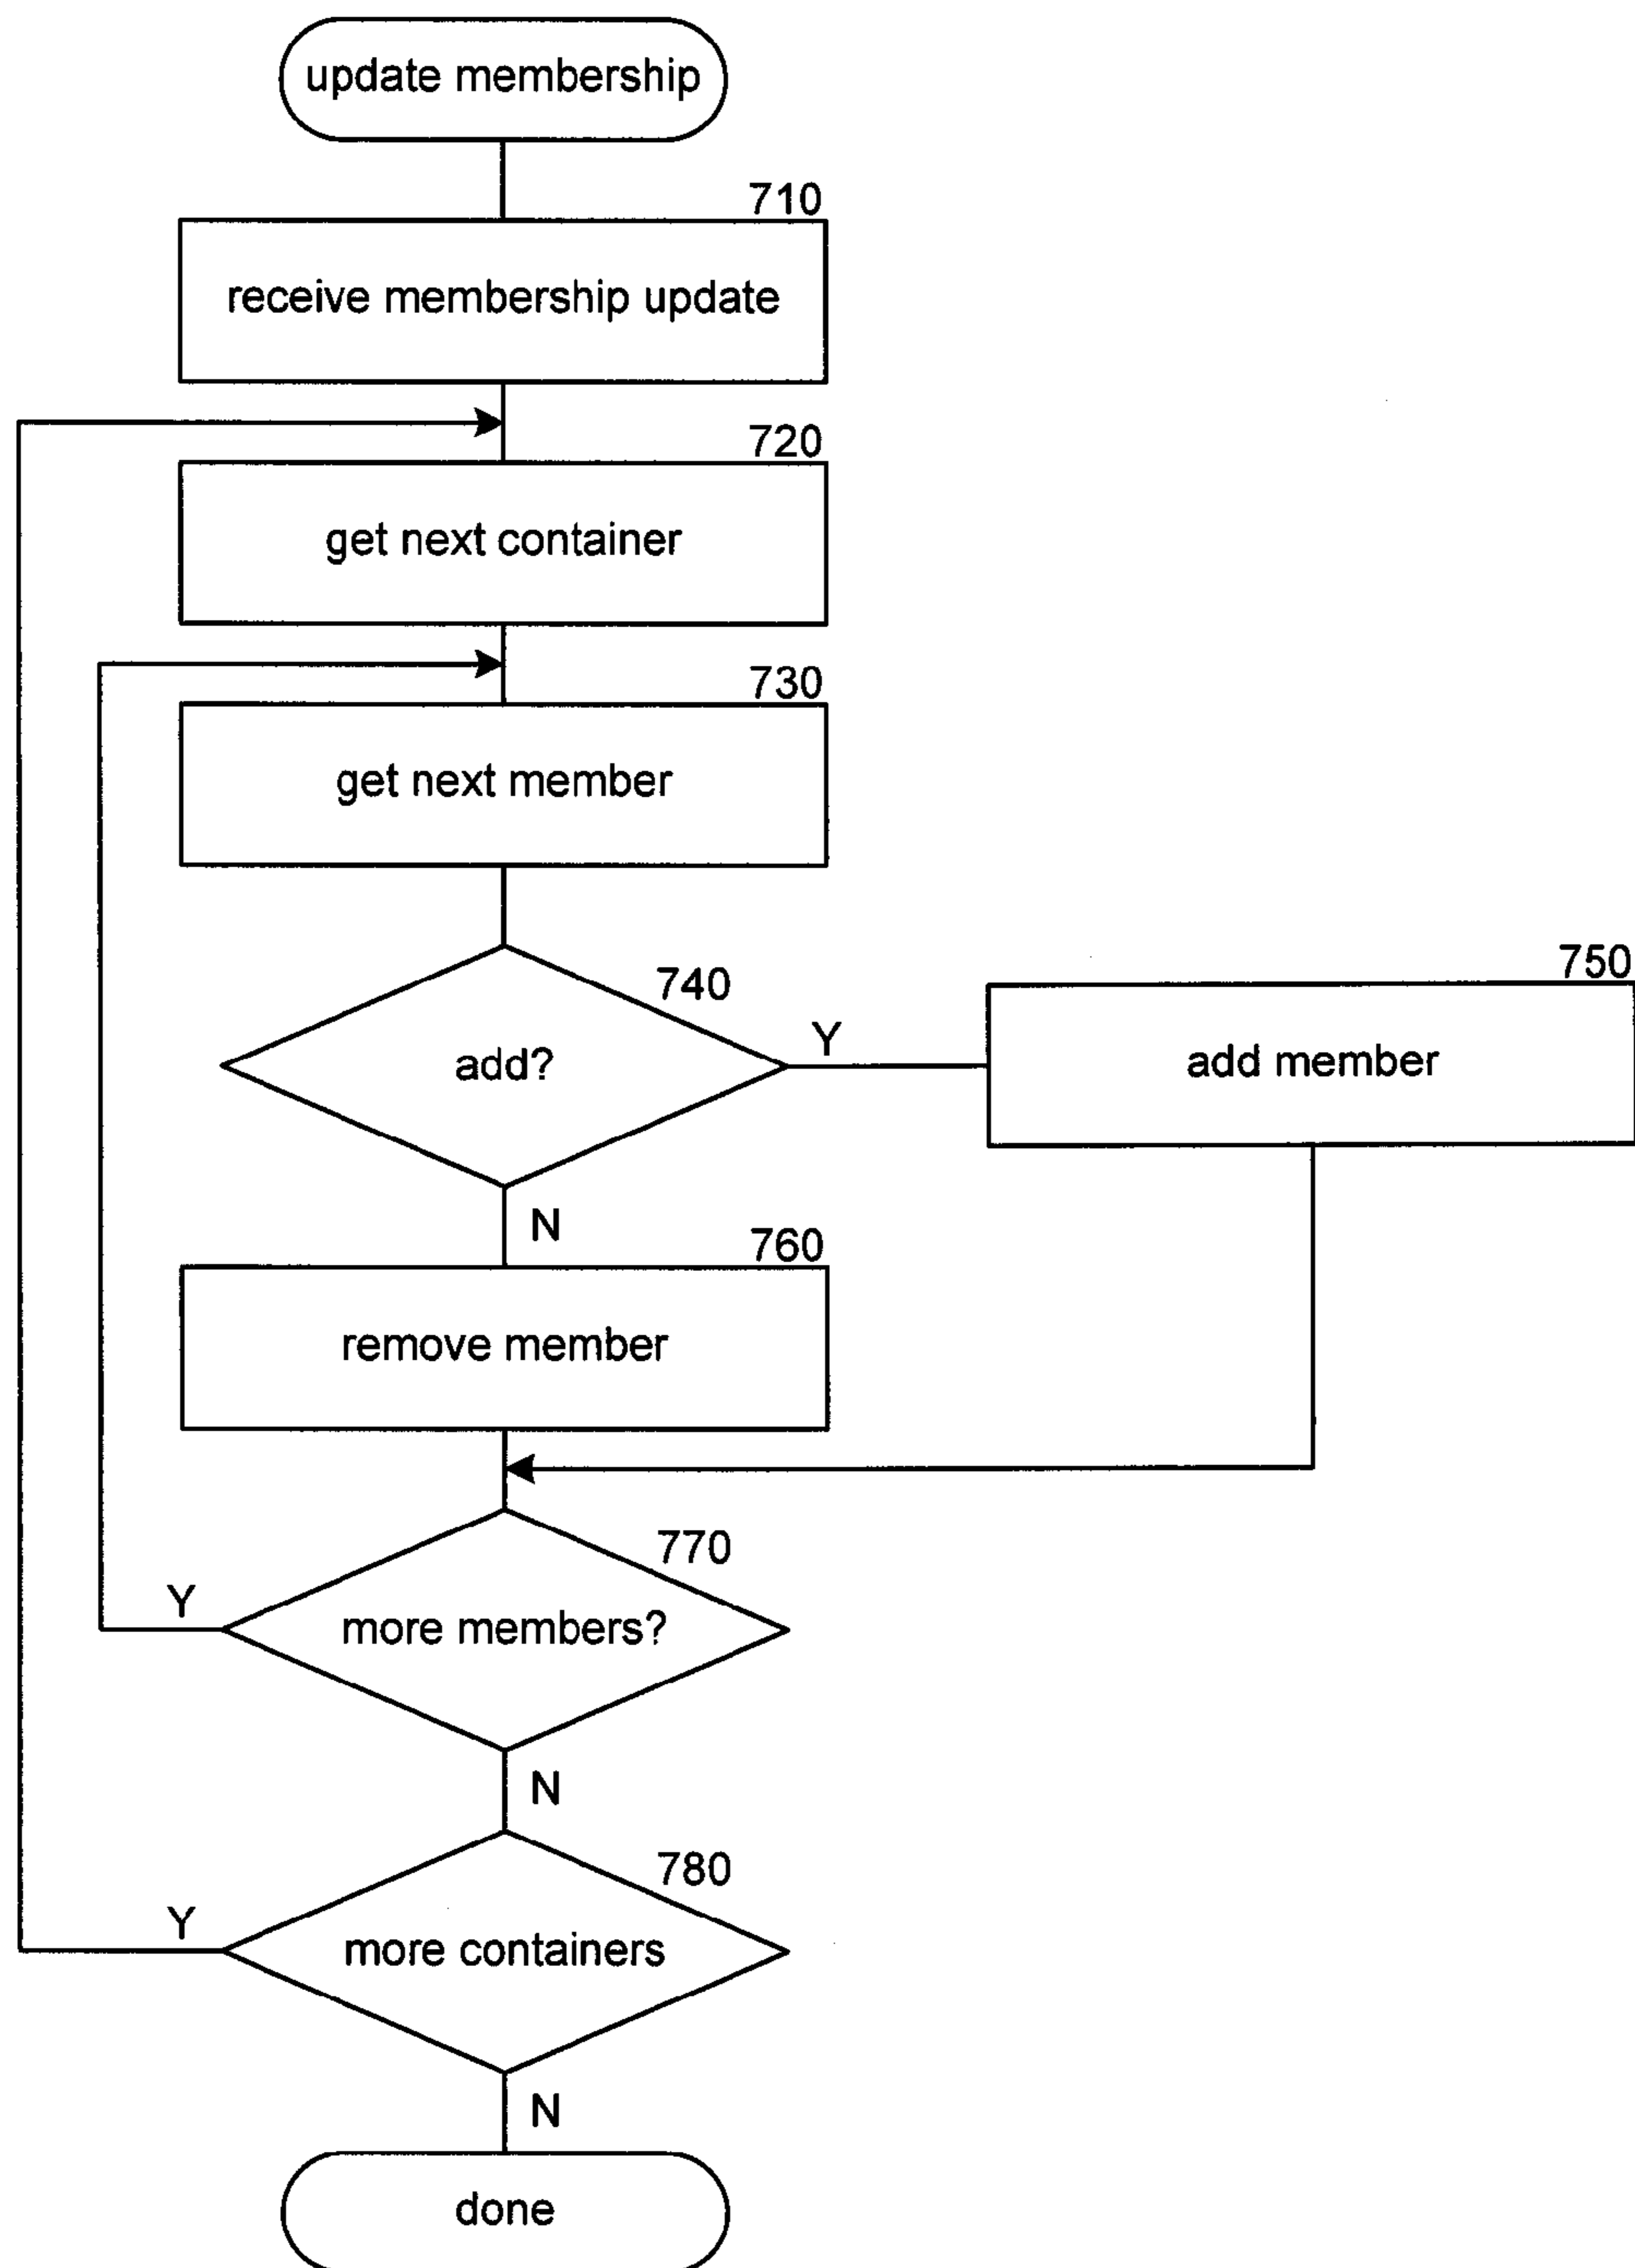 update membership
710
receive membership update
720
get next container
730
get next member
740
add?
Y
750
add member
N
760
remove member
770
more members?
Y
N
780
more containers
Y
N
done